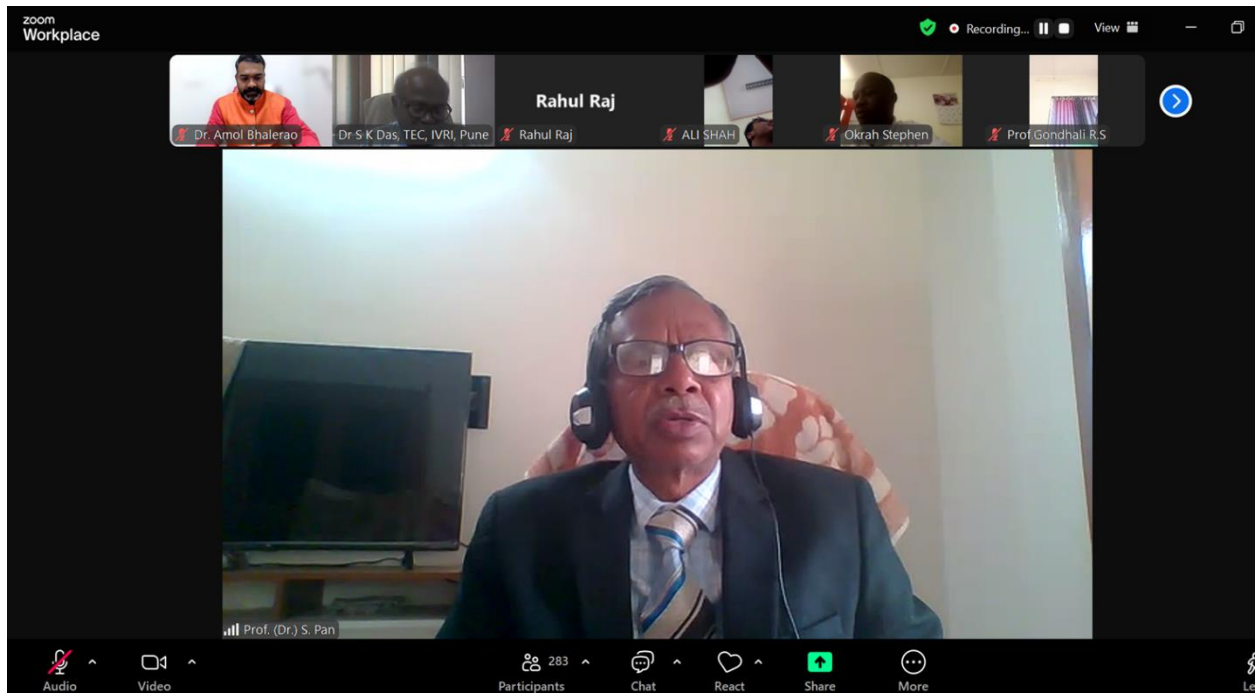 zoom
Workplace
Recording...
View
Rahul Raj
Dr. Amol Bhalerao
Dr S K Das, TEC, IVRI, Pune
Rahul Raj
ALI SHAH
Okrah Stephen
Prof.Gondhali R.S
Prof. (Dr.) S. Pan
Audio
Video
283
Participants
Chat
React
Share
More
Le